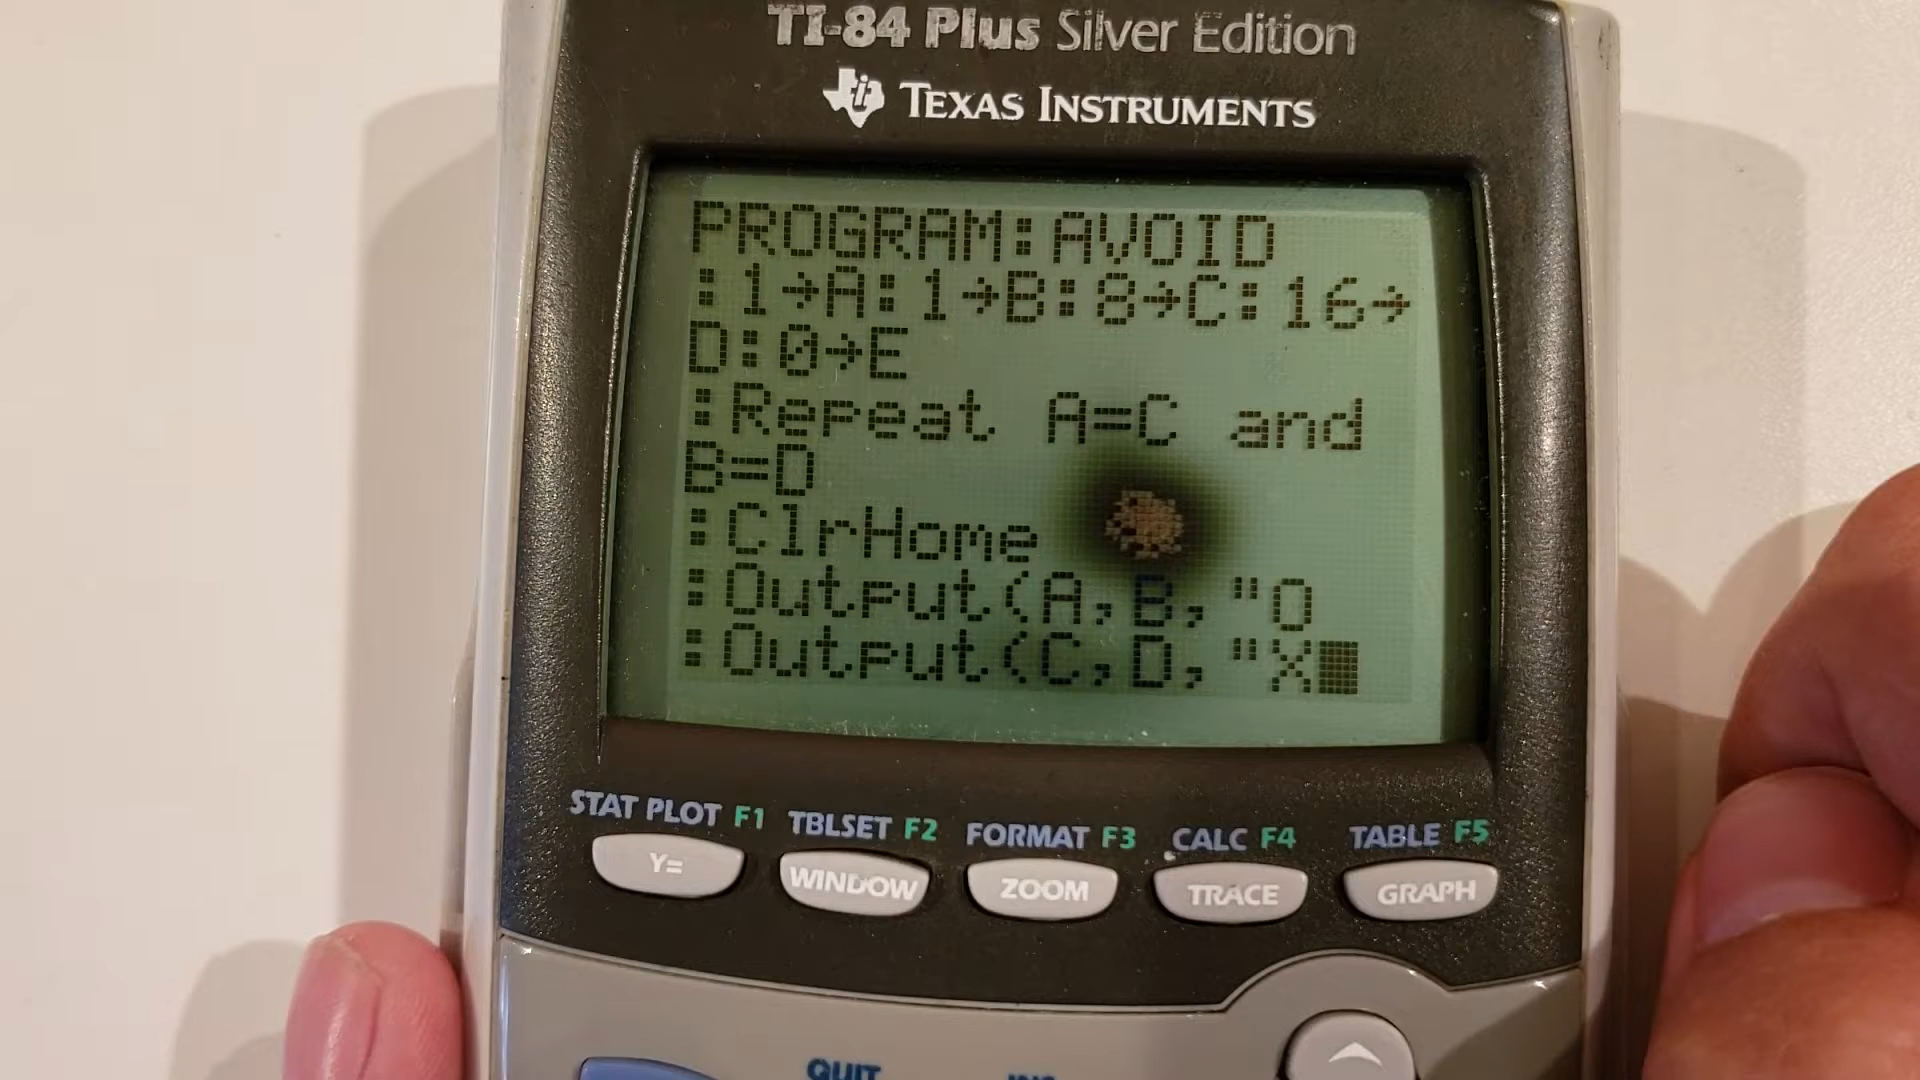 TI-84 Plus Silver Edition
TEXAS INSTRUMENTS
PROGRAM:AVOID
:1→A:1→B:8→C:16→
D:0→E
:Repeat A=C and
B=D
:ClrHome
:Output(A,B,"O
:Output(C,D,"X
STAT PLOT F1 TBLSET F2 FORMAT F3 CALC F4 TABLE F5
Y= WINDOW ZOOM TRACE GRAPH
QUIT INS